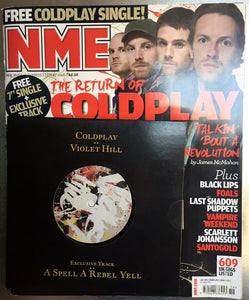 FREE COLDPLAY SINGLE!
NME
THE RETURN OF
COLDPLAY
FREE
7" SINGLE
+
EXCLUSIVE
TRACK
TALKIN'
'BOUT A
REVOLUTION
by James McMahon
Coldplay
Violet Hill
Exclusive Track
A Spell A Rebel Yell
Plus
BLACK LIPS
FOALS
LAST SHADOW
PUPPETS
VAMPIRE
WEEKEND
SCARLETT
JOHANSSON
SANTOGOLD
609
UK GIGS
LISTED